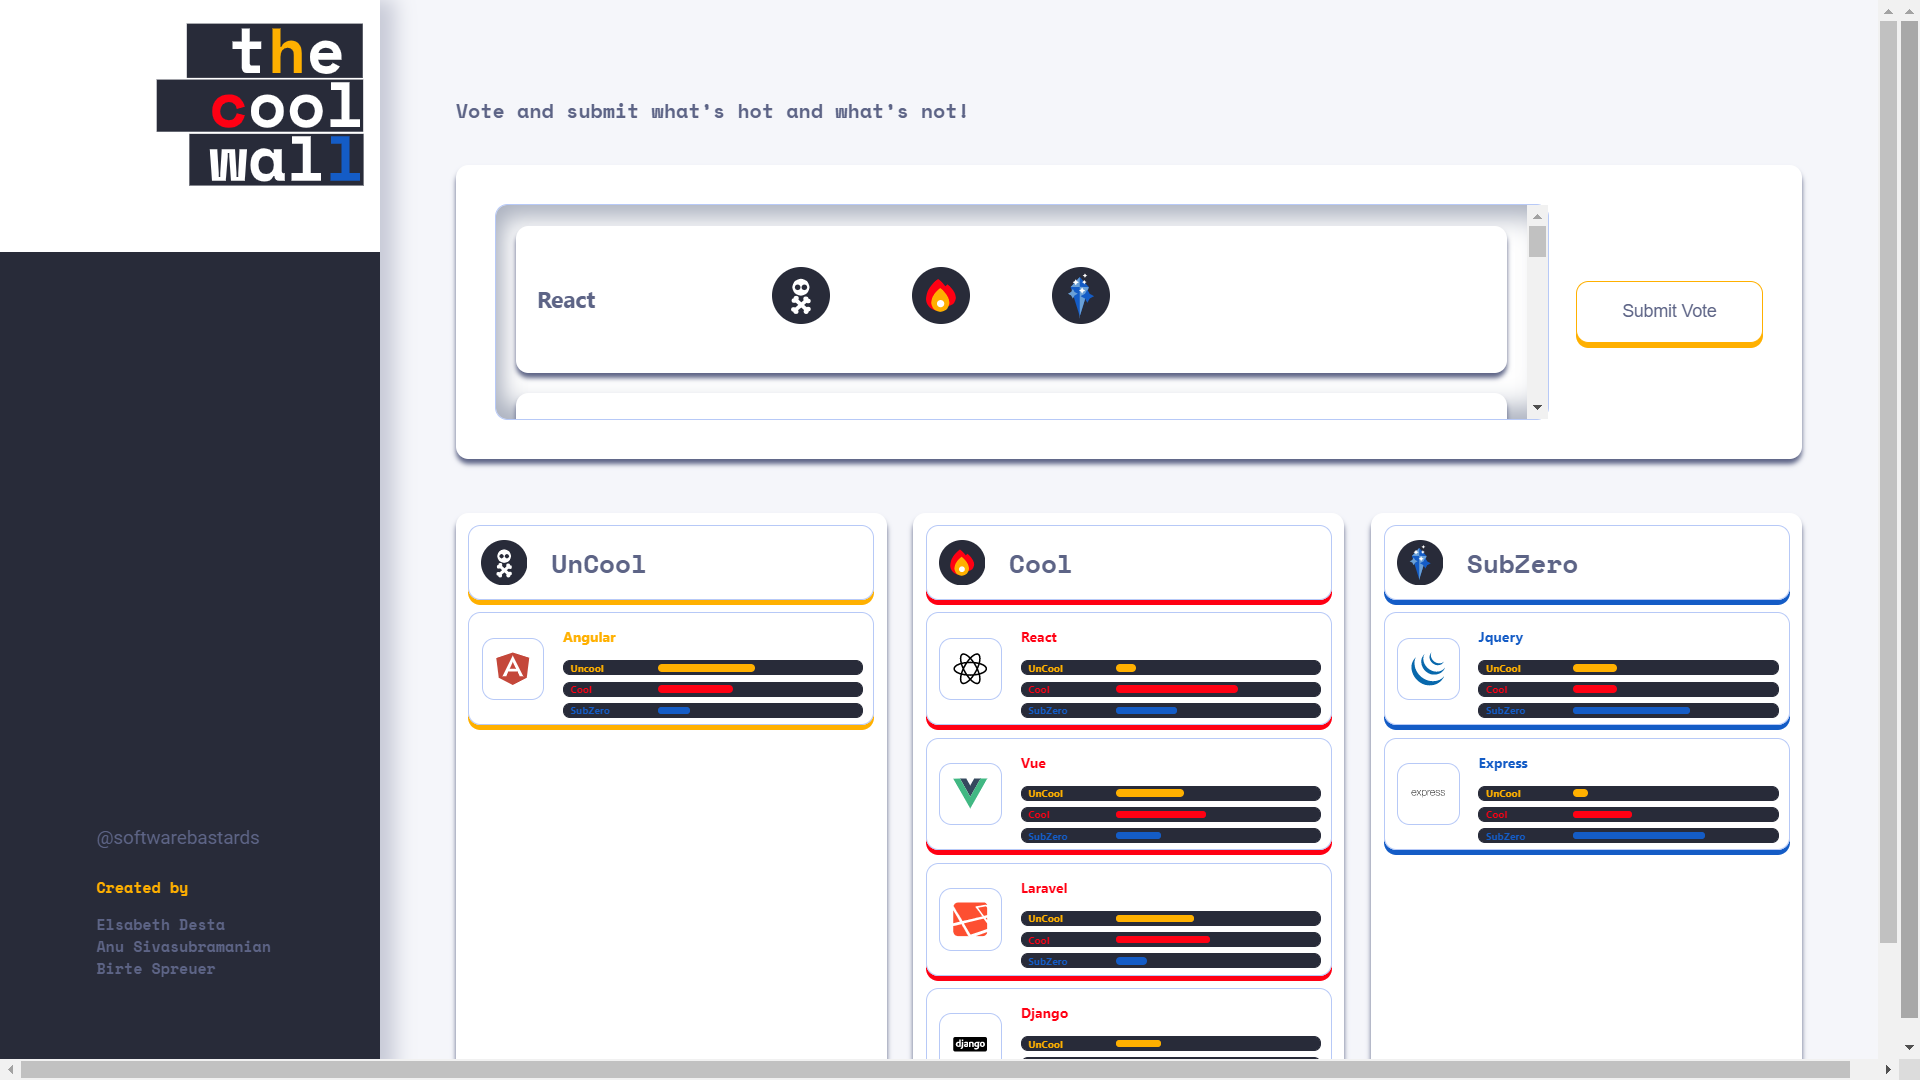 the
cool
wall
Vote and submit what's hot and what's not!
React
Submit Vote
UnCool
Angular
Uncool
Cool
SubZero
Cool
React
UnCool
Cool
SubZero
Vue
UnCool
Cool
SubZero
Laravel
UnCool
Cool
SubZero
Django
django
UnCool
SubZero
Jquery
UnCool
Cool
SubZero
Express
express
UnCool
Cool
SubZero
@softwarebastards
Created by
Elsabeth Desta
Anu Sivasubramanian
Birte Spreuer